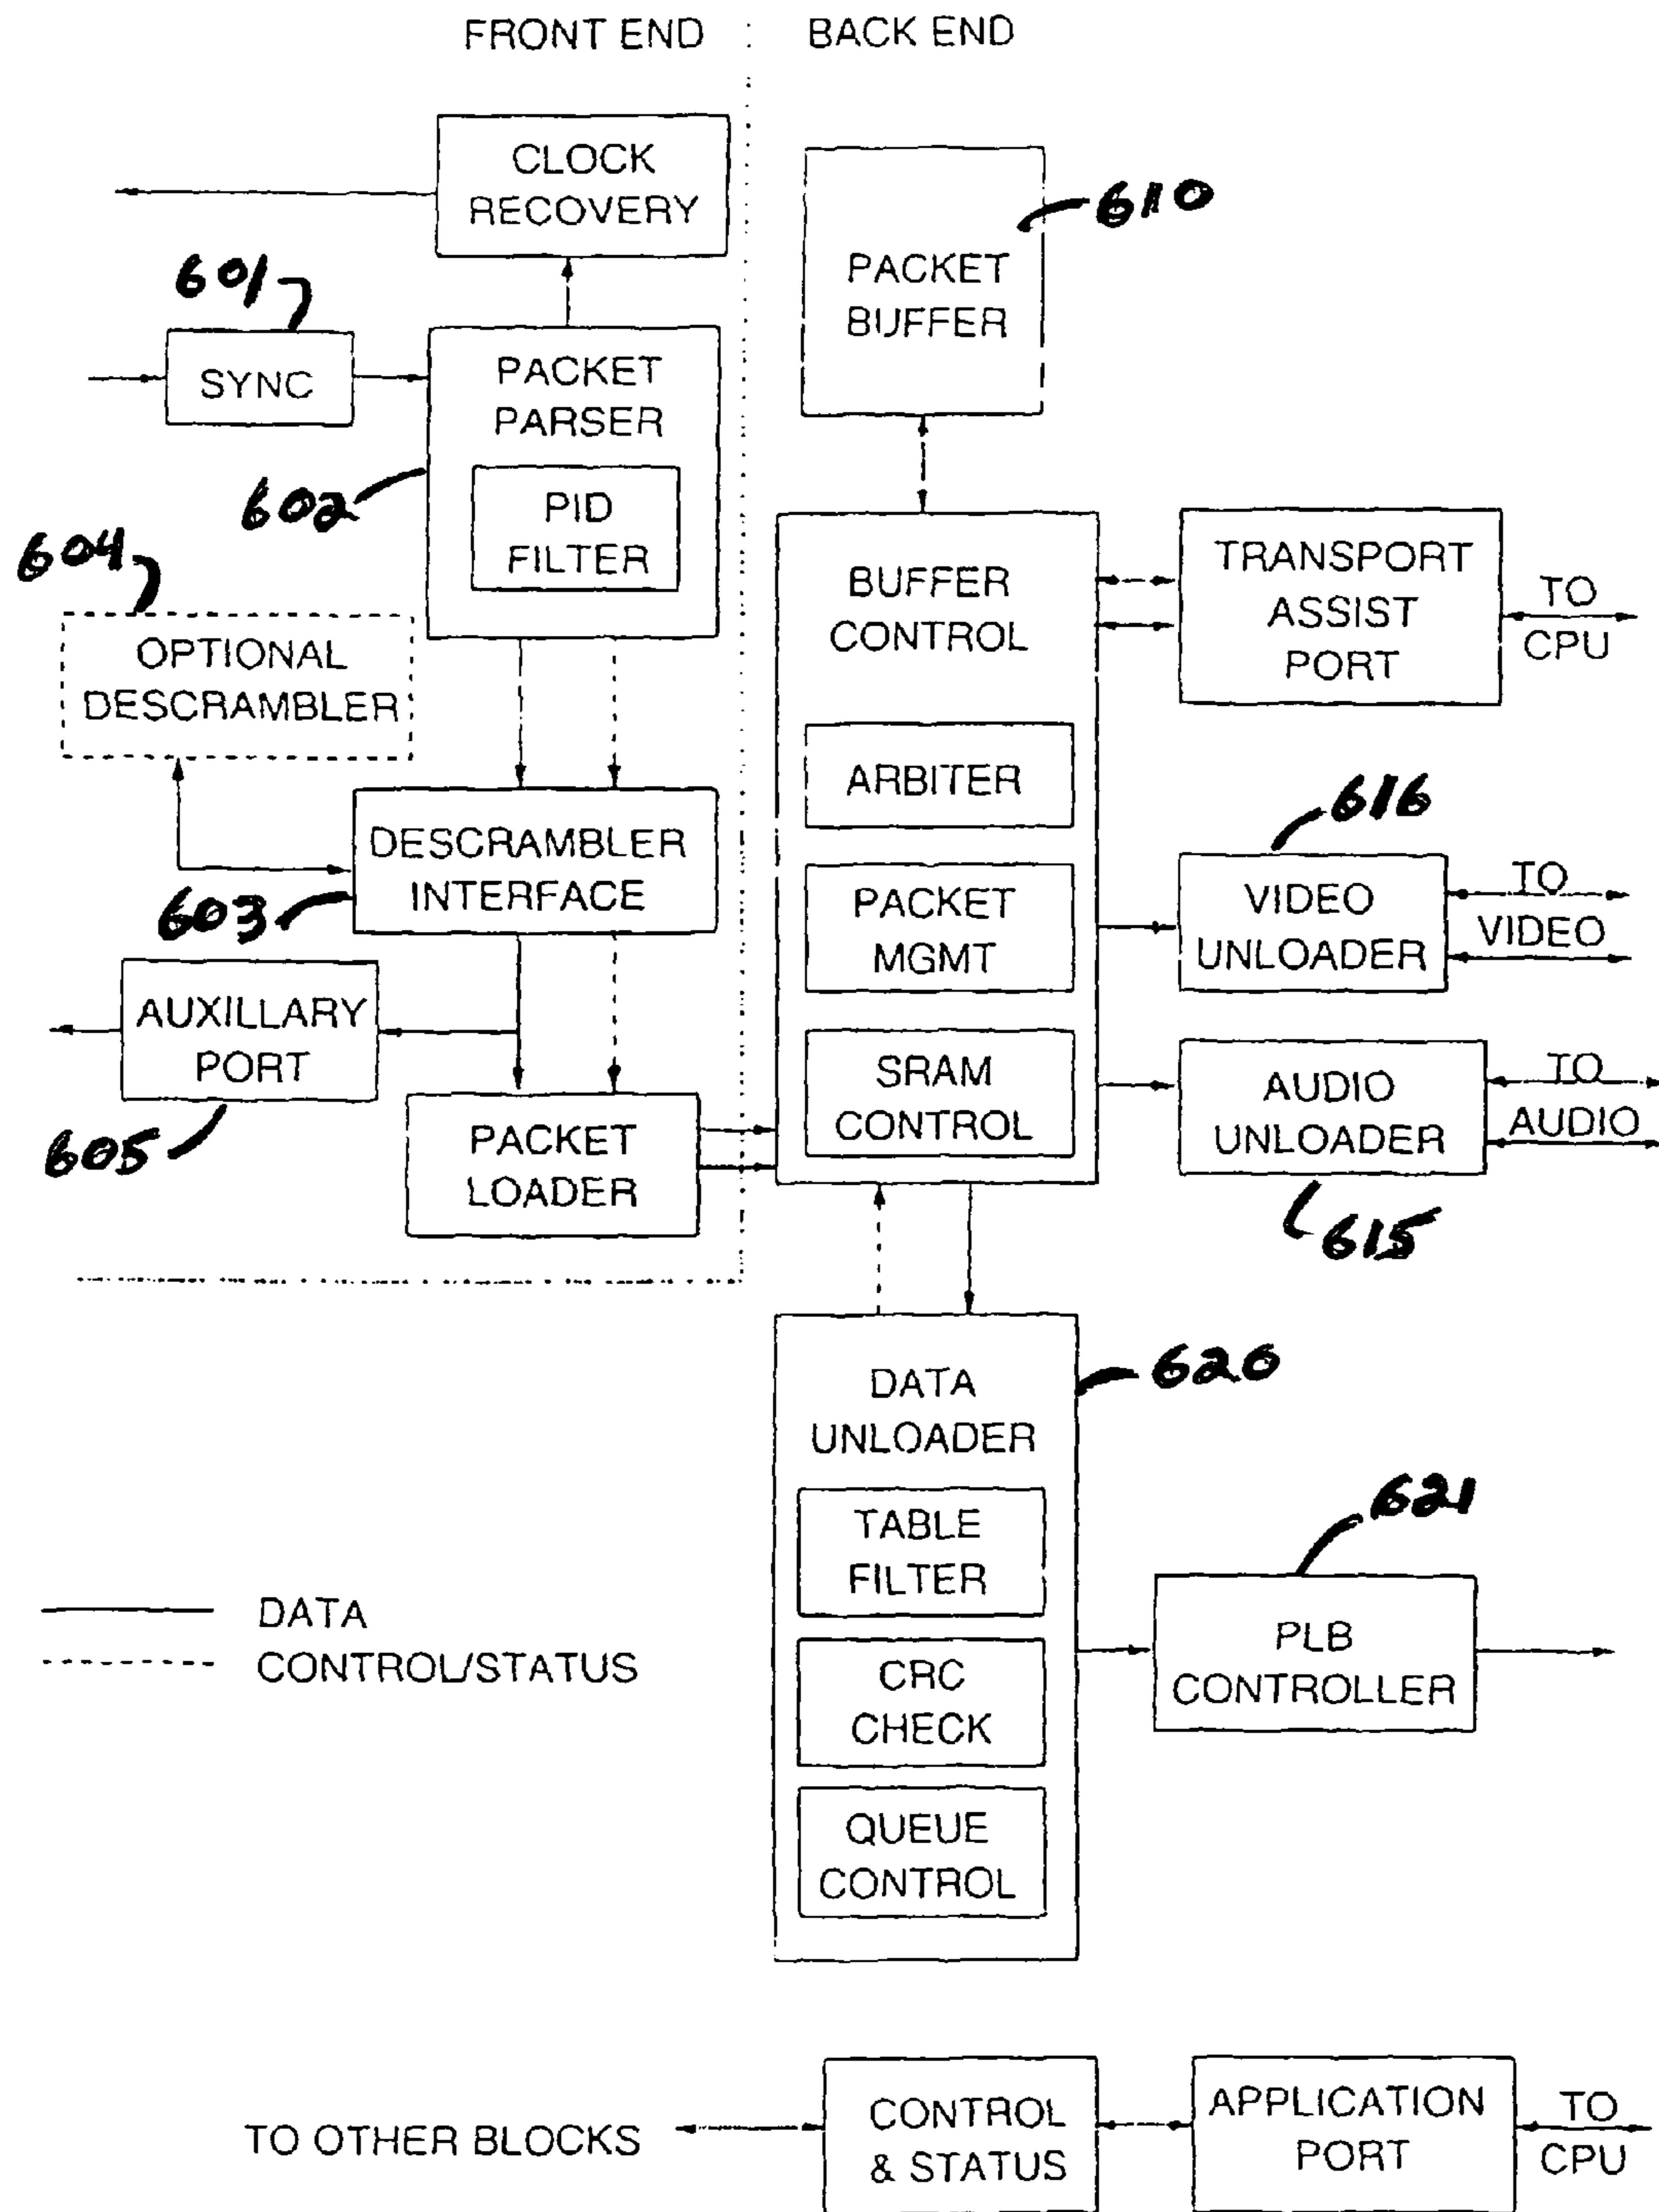 FRONT END
BACK END
CLOCK
RECOVERY
610
PACKET
BUFFER
601
SYNC
PACKET
PARSER
602
PID
FILTER
604
OPTIONAL
DESCRAMBLER
BUFFER
CONTROL
TRANSPORT
ASSIST
PORT
TO
CPU
ARBITER
DESCRAMBLER
INTERFACE
603
PACKET
MGMT
616
VIDEO
UNLOADER
TO
VIDEO
AUXILLARY
PORT
605
SRAM
CONTROL
AUDIO
UNLOADER
TO
AUDIO
615
PACKET
LOADER
DATA
UNLOADER
620
TABLE
FILTER
621
DATA
CONTROL/STATUS
CRC
CHECK
PLB
CONTROLLER
QUEUE
CONTROL
TO OTHER BLOCKS
CONTROL
& STATUS
APPLICATION
PORT
TO
CPU